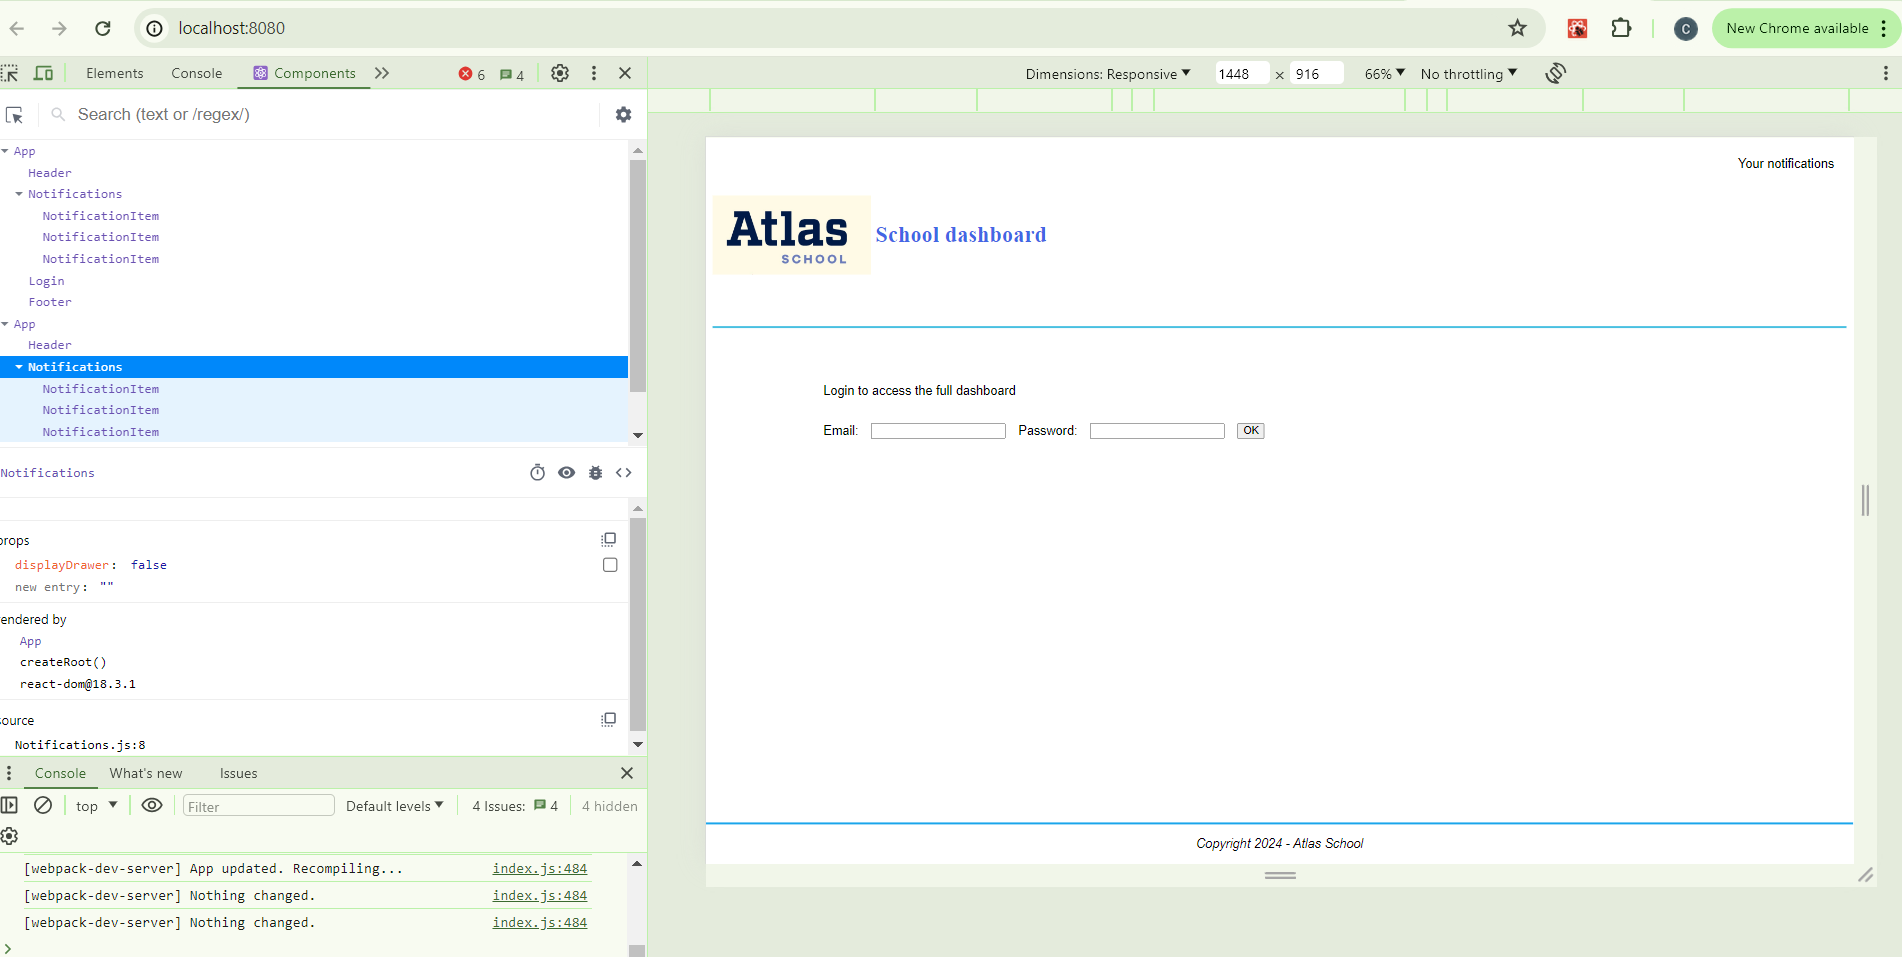 localhost:8080
C
New Chrome available
Elements
Console
Components
6
4
Dimensions: Responsive
1448
×
916
66%
No throttling
Search (text or /regex/)
App
Header
Notifications
NotificationItem
NotificationItem
NotificationItem
Login
Footer
App
Header
Notifications
NotificationItem
NotificationItem
NotificationItem
Notifications
props
displayDrawer: false
new entry: ""
rendered by
App
createRoot()
react-dom@18.3.1
source
Notifications.js:8
Console
What's new
Issues
top
Filter
Default levels
4 Issues:
4
4 hidden
[webpack-dev-server] App updated. Recompiling...
index.js:484
[webpack-dev-server] Nothing changed.
index.js:484
[webpack-dev-server] Nothing changed.
index.js:484
Your notifications
Atlas
SCHOOL
School dashboard
Login to access the full dashboard
Email:
Password:
OK
Copyright 2024 - Atlas School